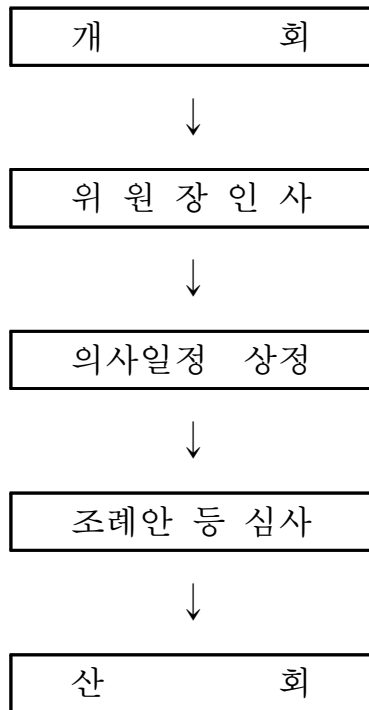 개 회
↓
위 원 장 인 사
↓
의사일정 상정
↓
조례안 등 심사
↓
산 회